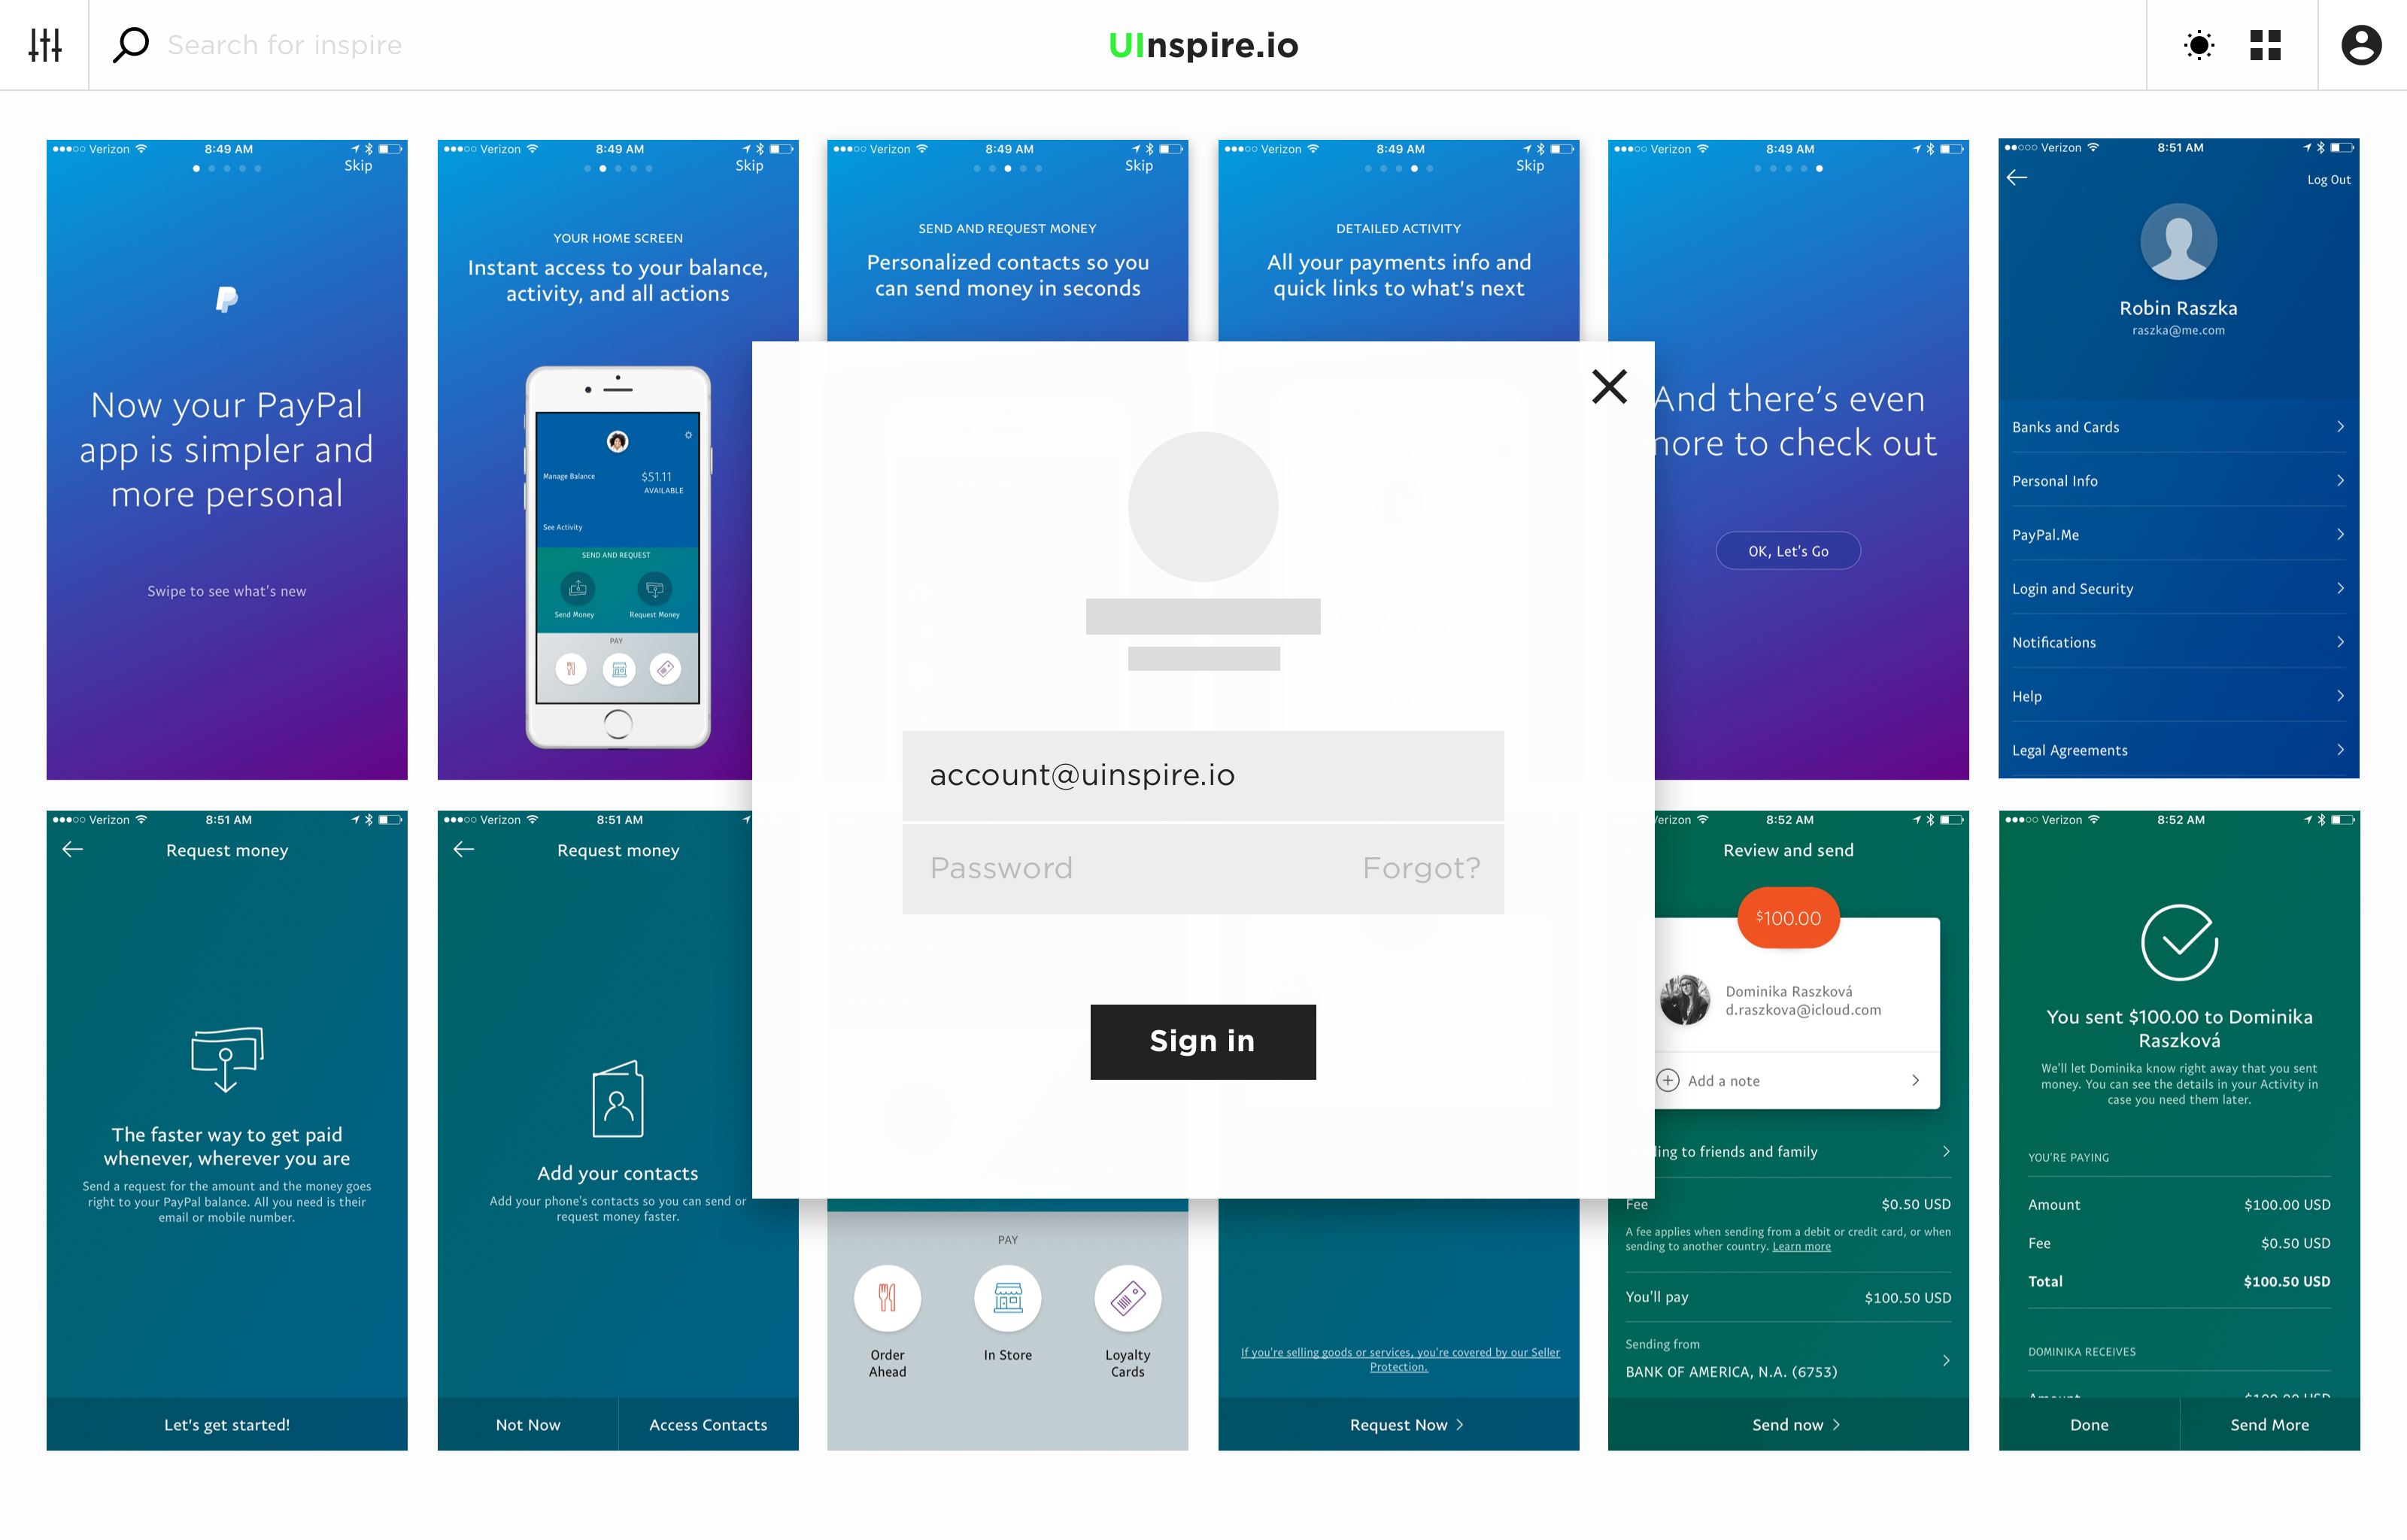 Search for inspire
UInspire.io
Verizon
8:49 AM
Skip
Now your PayPal
app is simpler and
more personal
Swipe to see what's new
Verizon
8:49 AM
Skip
YOUR HOME SCREEN
Instant access to your balance,
activity, and all actions
Manage Balance
$51.11
AVAILABLE
See Activity
SEND AND REQUEST
Send Money
Request Money
PAY
Verizon
8:49 AM
Skip
SEND AND REQUEST MONEY
Personalized contacts so you
can send money in seconds
Verizon
8:49 AM
Skip
DETAILED ACTIVITY
All your payments info and
quick links to what's next
Verizon
8:49 AM
And there's even
more to check out
OK, Let's Go
Verizon
8:51 AM
Log Out
Robin Raszka
raszka@me.com
Banks and Cards
Personal Info
PayPal.Me
Login and Security
Notifications
Help
Legal Agreements
account@uinspire.io
Password
Forgot?
Sign in
Verizon
8:51 AM
Request money
The faster way to get paid
whenever, wherever you are
Send a request for the amount and the money goes
right to your PayPal balance. All you need is their
email or mobile number.
Let's get started!
Verizon
8:51 AM
Request money
Add your contacts
Add your phone's contacts so you can send or
request money faster.
Not Now
Access Contacts
PAY
Order
Ahead
In Store
Loyalty
Cards
If you're selling goods or services, you're covered by our Seller
Protection.
Request Now
Verizon
8:52 AM
Review and send
$100.00
Dominika Raszková
d.raszkova@icloud.com
Add a note
ing to friends and family
Fee
$0.50 USD
A fee applies when sending from a debit or credit card, or when
sending to another country. Learn more
You'll pay
$100.50 USD
Sending from
BANK OF AMERICA, N.A. (6753)
Send now
Verizon
8:52 AM
You sent $100.00 to Dominika
Raszková
We'll let Dominika know right away that you sent
money. You can see the details in your Activity in
case you need them later.
YOU'RE PAYING
Amount
$100.00 USD
Fee
$0.50 USD
Total
$100.50 USD
DOMINIKA RECEIVES
Amount
$100.00 USD
Done
Send More